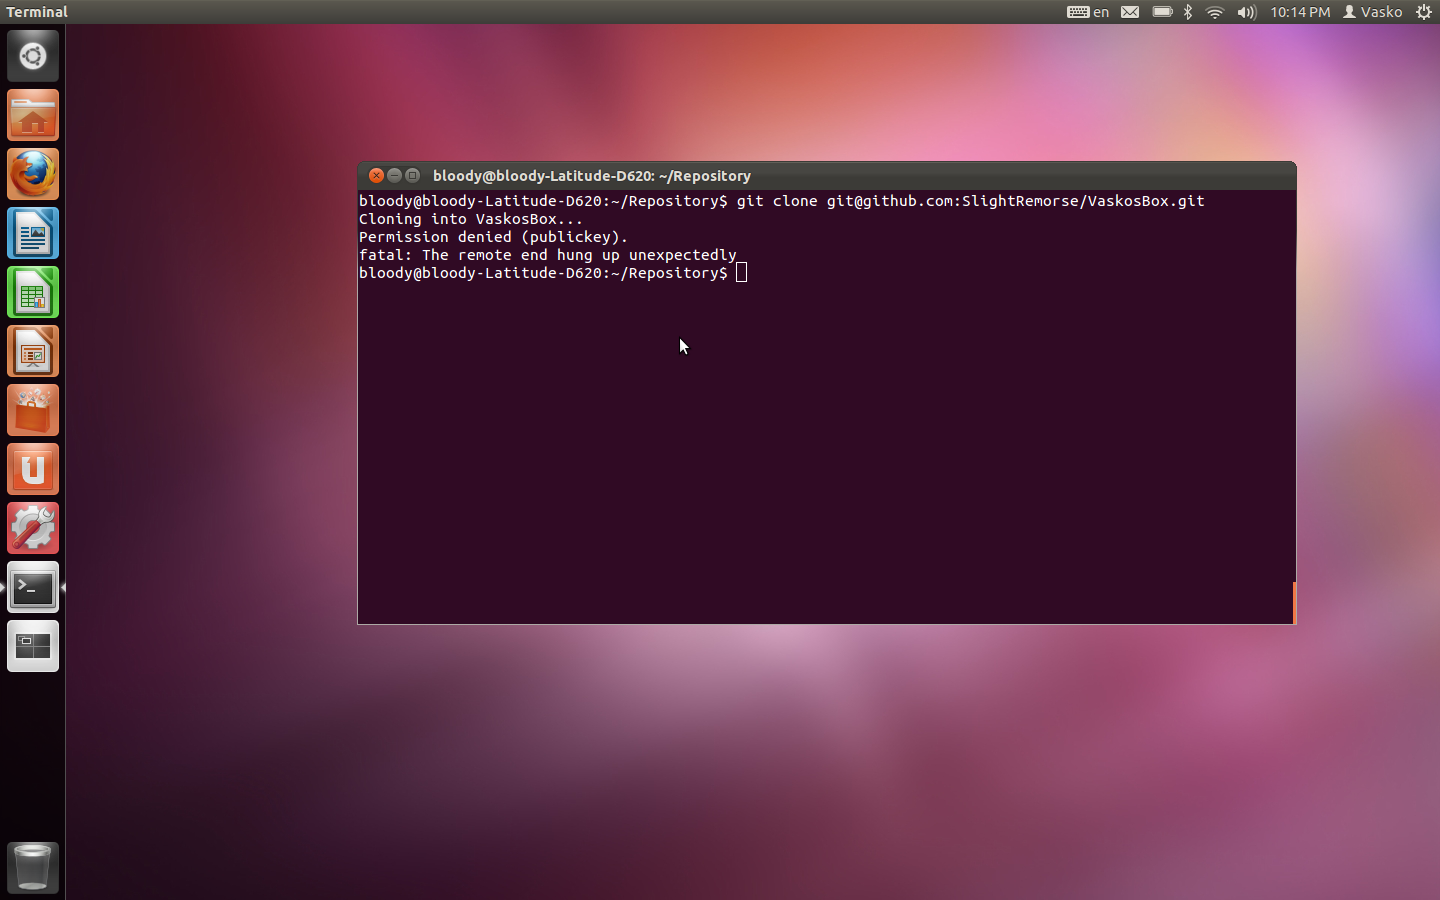 Terminal
en
10:14 PM
Vasko
bloody@bloody-Latitude-D620: ~/Repository
bloody@bloody-Latitude-D620:~/Repository$ git clone git@github.com:SlightRemorse/VaskosBox.git
Cloning into VaskosBox...
Permission denied (publickey).
fatal: The remote end hung up unexpectedly
bloody@bloody-Latitude-D620:~/Repository$